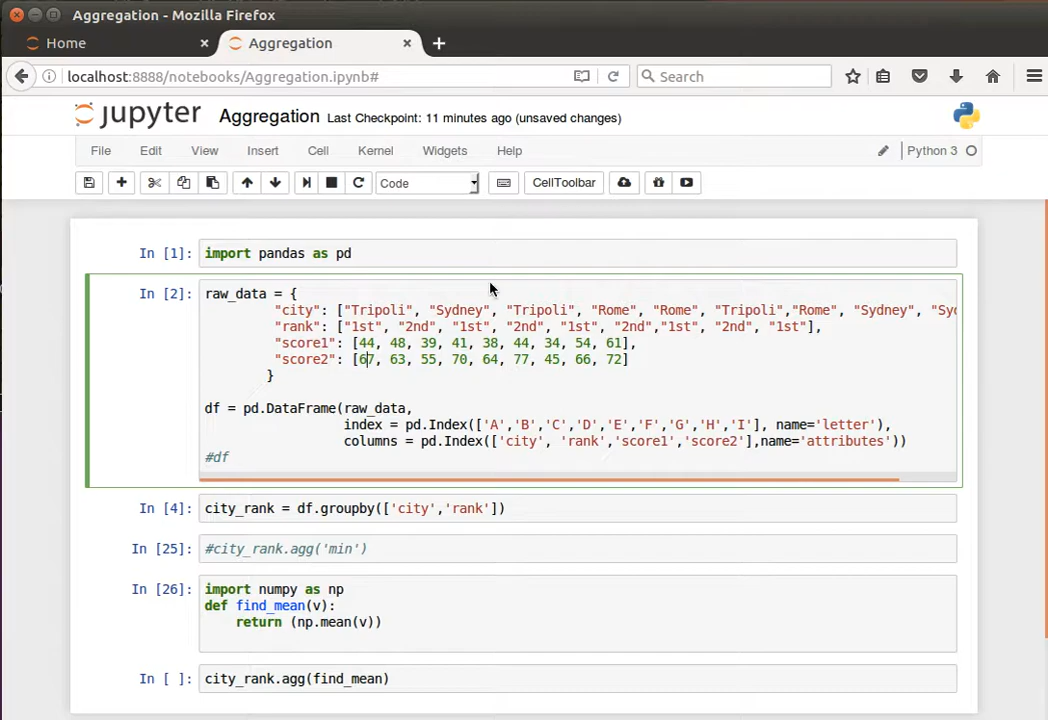 Aggregation - Mozilla Firefox
Home
Aggregation
localhost:8888/notebooks/Aggregation.ipynb#
Search
jupyter Aggregation Last Checkpoint: 11 minutes ago (unsaved changes)
File Edit View Insert Cell Kernel Widgets Help Python 3
Code CellToolbar
In [1]: import pandas as pd
In [2]: raw_data = {
"city": ["Tripoli", "Sydney", "Tripoli", "Rome", "Rome", "Tripoli","Rome", "Sydney", "Sy
"rank": ["1st", "2nd", "1st", "2nd", "1st", "2nd","1st", "2nd", "1st"],
"score1": [44, 48, 39, 41, 38, 44, 34, 54, 61],
"score2": [67, 63, 55, 70, 64, 77, 45, 66, 72]
}
df = pd.DataFrame(raw_data,
index = pd.Index(['A','B','C','D','E','F','G','H','I'], name='letter'),
columns = pd.Index(['city', 'rank','score1','score2'],name='attributes'))
#df
In [4]: city_rank = df.groupby(['city','rank'])
In [25]: #city_rank.agg('min')
In [26]: import numpy as np
def find_mean(v):
return (np.mean(v))
In [ ]: city_rank.agg(find_mean)